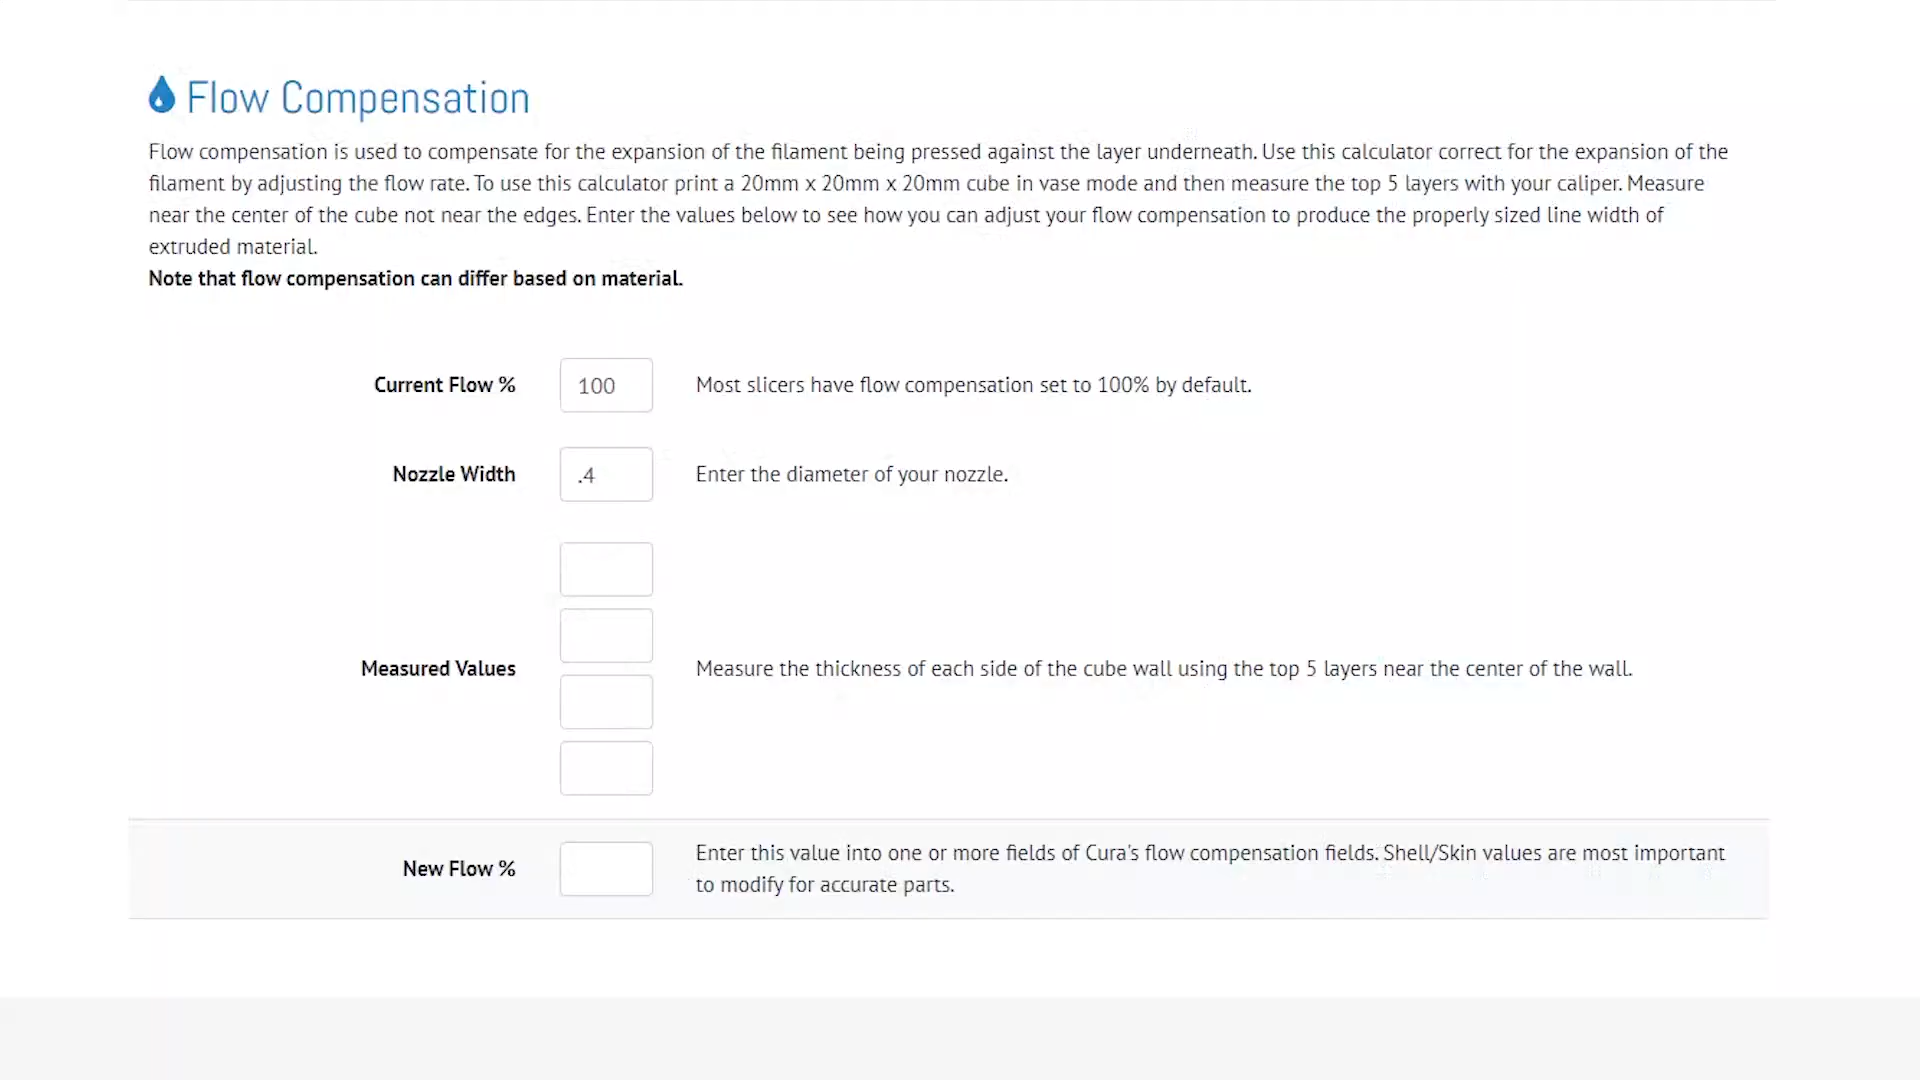 Flow Compensation
Flow compensation is used to compensate for the expansion of the filament being pressed against the layer underneath. Use this calculator correct for the expansion of the
filament by adjusting the flow rate. To use this calculator print a 20mm x 20mm x 20mm cube in vase mode and then measure the top 5 layers with your caliper. Measure
near the center of the cube not near the edges. Enter the values below to see how you can adjust your flow compensation to produce the properly sized line width of
extruded material.
Note that flow compensation can differ based on material.
Current Flow % 100 Most slicers have flow compensation set to 100% by default.
Nozzle Width .4 Enter the diameter of your nozzle.
Measured Values Measure the thickness of each side of the cube wall using the top 5 layers near the center of the wall.
New Flow % Enter this value into one or more fields of Cura's flow compensation fields. Shell/Skin values are most important
to modify for accurate parts.